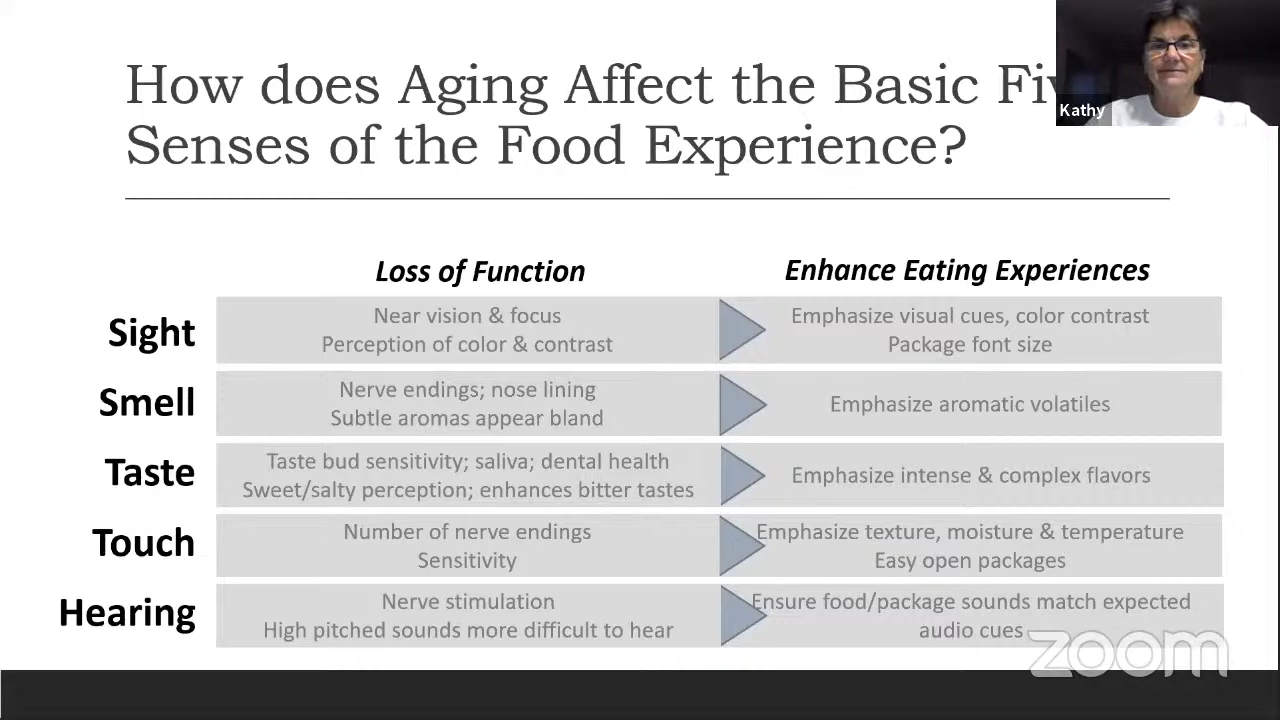 How does Aging Affect the Basic
Senses of the Food Experience?
Kathy
Loss of Function
Enhance Eating Experiences
Sight
Near vision & focus
Perception of color & contrast
Emphasize visual cues, color contrast
Package font size
Smell
Nerve endings; nose lining
Subtle aromas appear bland
Emphasize aromatic volatiles
Taste
Taste bud sensitivity; saliva; dental health
Sweet/salty perception; enhances bitter tastes
Emphasize intense & complex flavors
Touch
Number of nerve endings
Sensitivity
Emphasize texture, moisture & temperature
Easy open packages
Hearing
Nerve stimulation
High pitched sounds more difficult to hear
Ensure food/package sounds match expected
audio cues
zoom